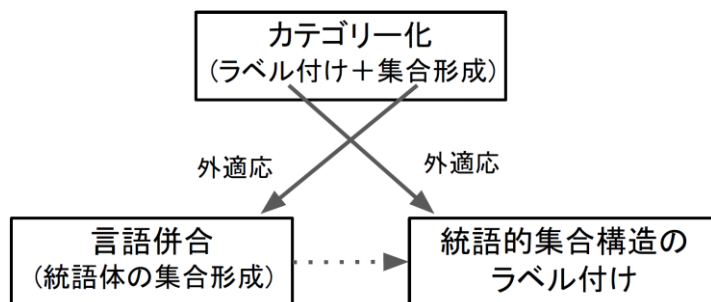 カテゴリー化
(ラベル付け＋集合形成)
外適応
外適応
言語併合
(統語体の集合形成)
統語的集合構造の
ラベル付け